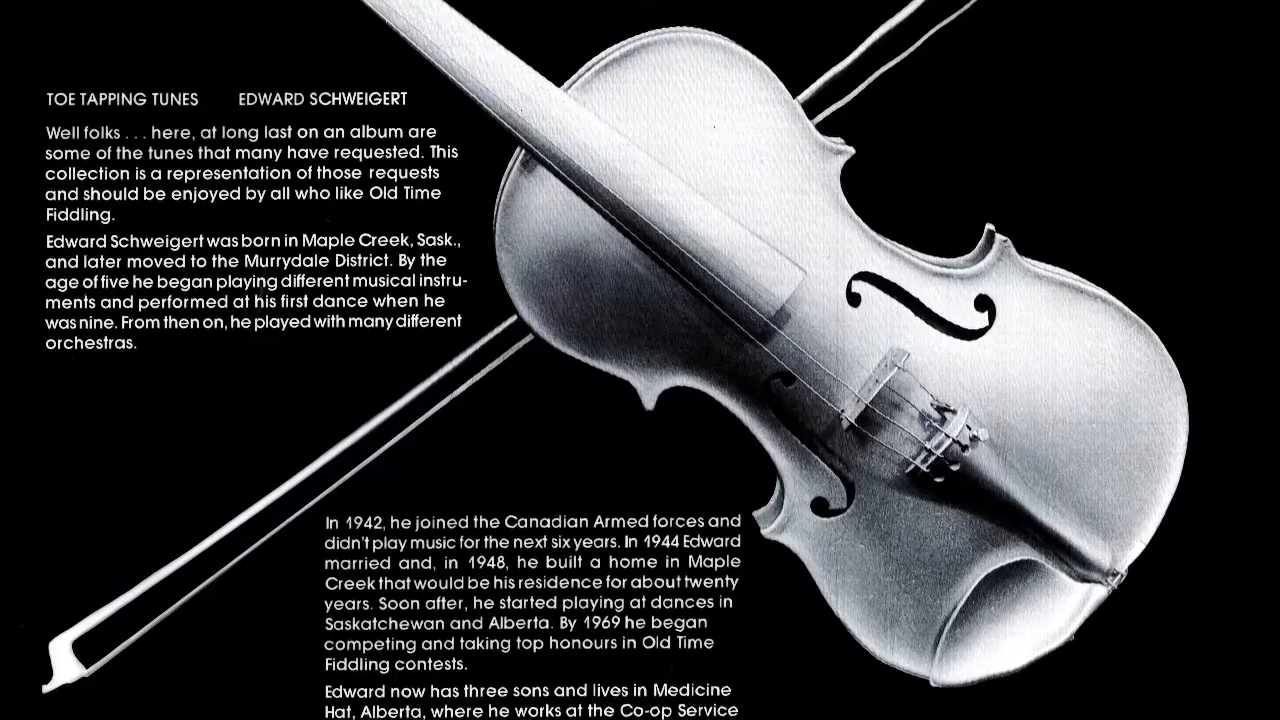 TOE TAPPING TUNES EDWARD SCHWEIGERT
Well folks . . . here, at long last on an album are
some of the tunes that many have requested. This
collection is a representation of those requests
and should be enjoyed by all who like Old Time
Fiddling.
Edward Schweigert was born in Maple Creek, Sask.,
and later moved to the Murrydale District. By the
age of five he began playing different musical instru-
ments and performed at his first dance when he
was nine. From then on, he played with many different
orchestras.
In 1942, he joined the Canadian Armed forces and
didn't play music for the next six years. In 1944 Edward
married and, in 1948, he built a home in Maple
Creek that would be his residence for about twenty
years. Soon after, he started playing at dances in
Saskatchewan and Alberta. By 1969 he began
competing and taking top honours in Old Time
Fiddling contests.
Edward now has three sons and lives in Medicine
Hat, Alberta, where he works at the Co-op Service